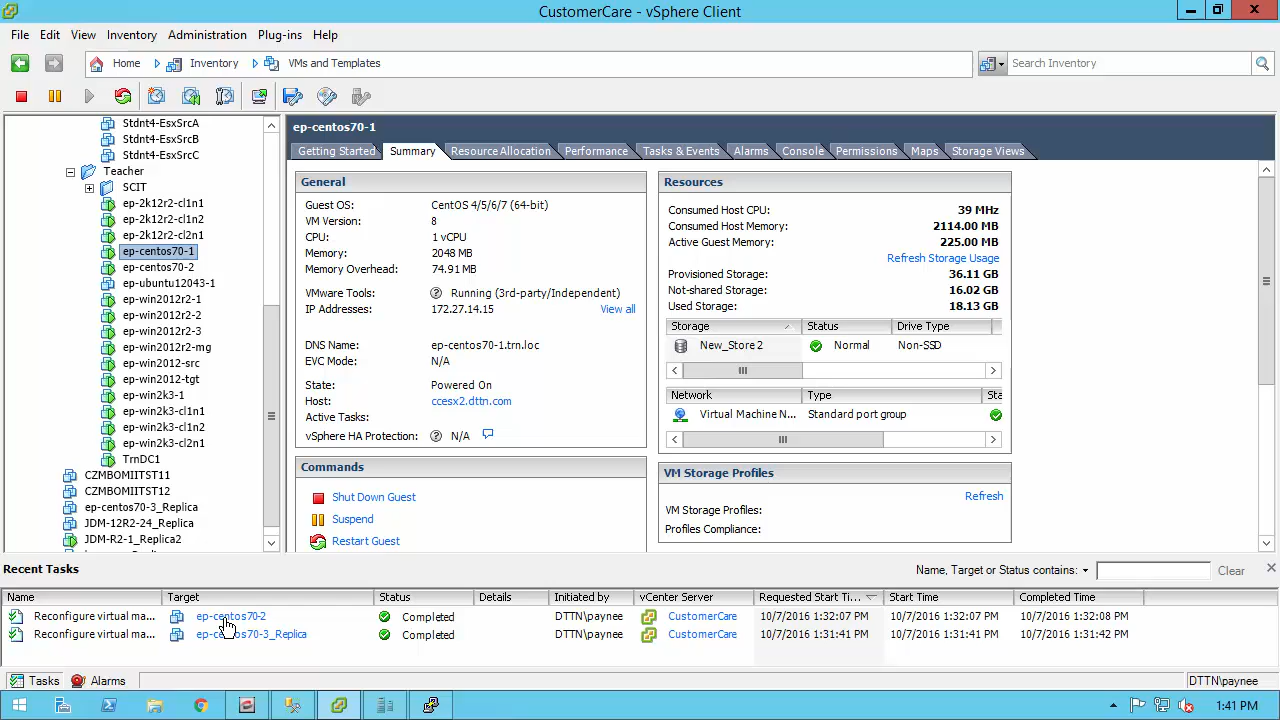 CustomerCare - vSphere Client
File Edit View Inventory Administration Plug-ins Help
Home Inventory VMs and Templates Search Inventory
Stdnt4-EsxSrcA
Stdnt4-EsxSrcB
Stdnt4-EsxSrcC
Teacher
SCIT
ep-2k12r2-cl1n1
ep-2k12r2-cl1n2
ep-2k12r2-cl2n1
ep-centos70-1
ep-centos70-2
ep-ubuntu12043-1
ep-win2012r2-1
ep-win2012r2-2
ep-win2012r2-3
ep-win2012r2-mg
ep-win2012-src
ep-win2012-tgt
ep-win2k3-1
ep-win2k3-cl1n1
ep-win2k3-cl1n2
ep-win2k3-cl2n1
TrnDC1
CZMBOMIITST11
CZMBOMIITST12
ep-centos70-3_Replica
JDM-12R2-24_Replica
JDM-R2-1_Replica2
ep-centos70-1
Getting Started Summary Resource Allocation Performance Tasks & Events Alarms Console Permissions Maps Storage Views
General
Guest OS: CentOS 4/5/6/7 (64-bit)
VM Version: 8
CPU: 1 vCPU
Memory: 2048 MB
Memory Overhead: 74.91 MB
VMware Tools: Running (3rd-party/Independent)
IP Addresses: 172.27.14.15 View all
DNS Name: ep-centos70-1.trn.loc
EVC Mode: N/A
State: Powered On
Host: ccesx2.dttn.com
Active Tasks:
vSphere HA Protection: N/A
Commands
Shut Down Guest
Suspend
Restart Guest
Resources
Consumed Host CPU: 39 MHz
Consumed Host Memory: 2114.00 MB
Active Guest Memory: 225.00 MB
Refresh Storage Usage
Provisioned Storage: 36.11 GB
Not-shared Storage: 16.02 GB
Used Storage: 18.13 GB
Storage Status Drive Type
New_Store 2 Normal Non-SSD
Network Type Sta
Virtual Machine N... Standard port group
VM Storage Profiles
Refresh
VM Storage Profiles:
Profiles Compliance:
Recent Tasks Name, Target or Status contains: Clear
Name Target Status Details Initiated by vCenter Server Requested Start Ti... Start Time Completed Time
Reconfigure virtual ma... ep-centos70-2 Completed DTTN\paynee CustomerCare 10/7/2016 1:32:07 PM 10/7/2016 1:32:07 PM 10/7/2016 1:32:08 PM
Reconfigure virtual ma... ep-centos70-3_Replica Completed DTTN\paynee CustomerCare 10/7/2016 1:31:41 PM 10/7/2016 1:31:41 PM 10/7/2016 1:31:42 PM
Tasks Alarms DTTN\paynee
1:41 PM